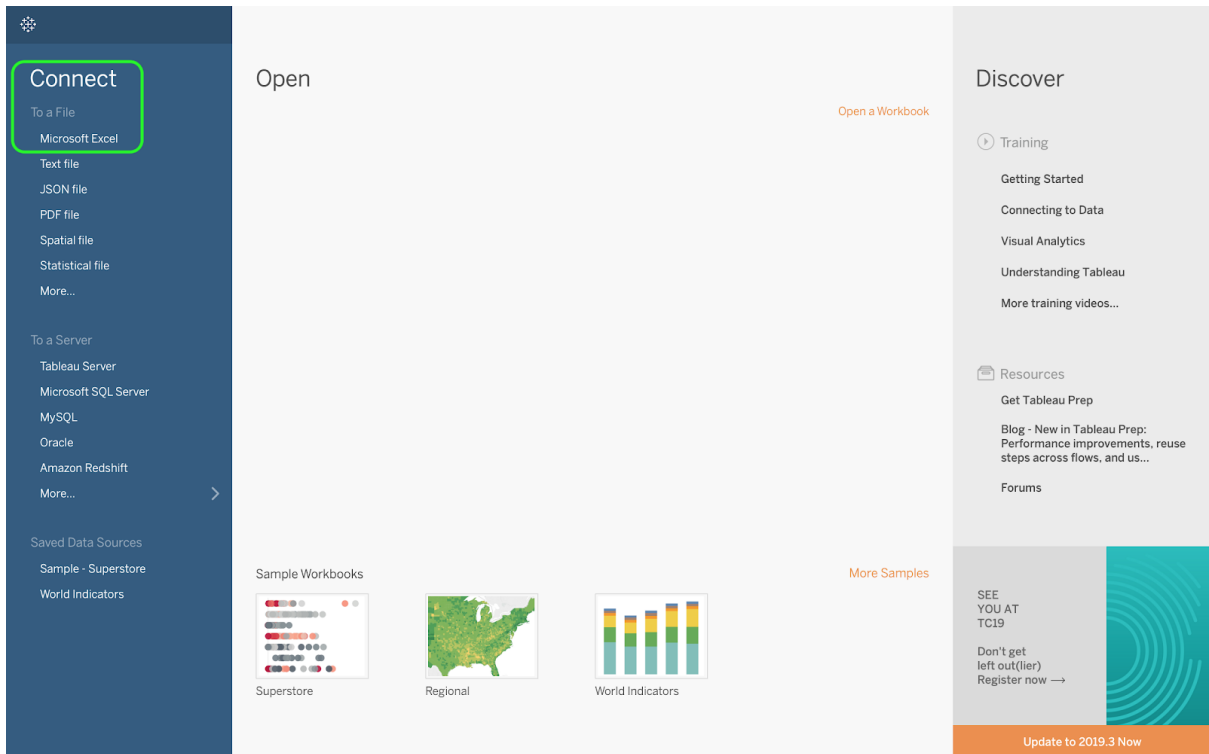 Connect
To a File
Microsoft Excel
Text file
JSON file
PDF file
Spatial file
Statistical file
More...
To a Server
Tableau Server
Microsoft SQL Server
MySQL
Oracle
Amazon Redshift
More...
Saved Data Sources
Sample - Superstore
World Indicators
Open
Open a Workbook
Sample Workbooks
More Samples
Superstore
Regional
World Indicators
Discover
Training
Getting Started
Connecting to Data
Visual Analytics
Understanding Tableau
More training videos...
Resources
Get Tableau Prep
Blog - New in Tableau Prep:
Performance improvements, reuse
steps across flows, and us...
Forums
SEE
YOU AT
TC19
Don't get
left out(lier)
Register now →
Update to 2019.3 Now